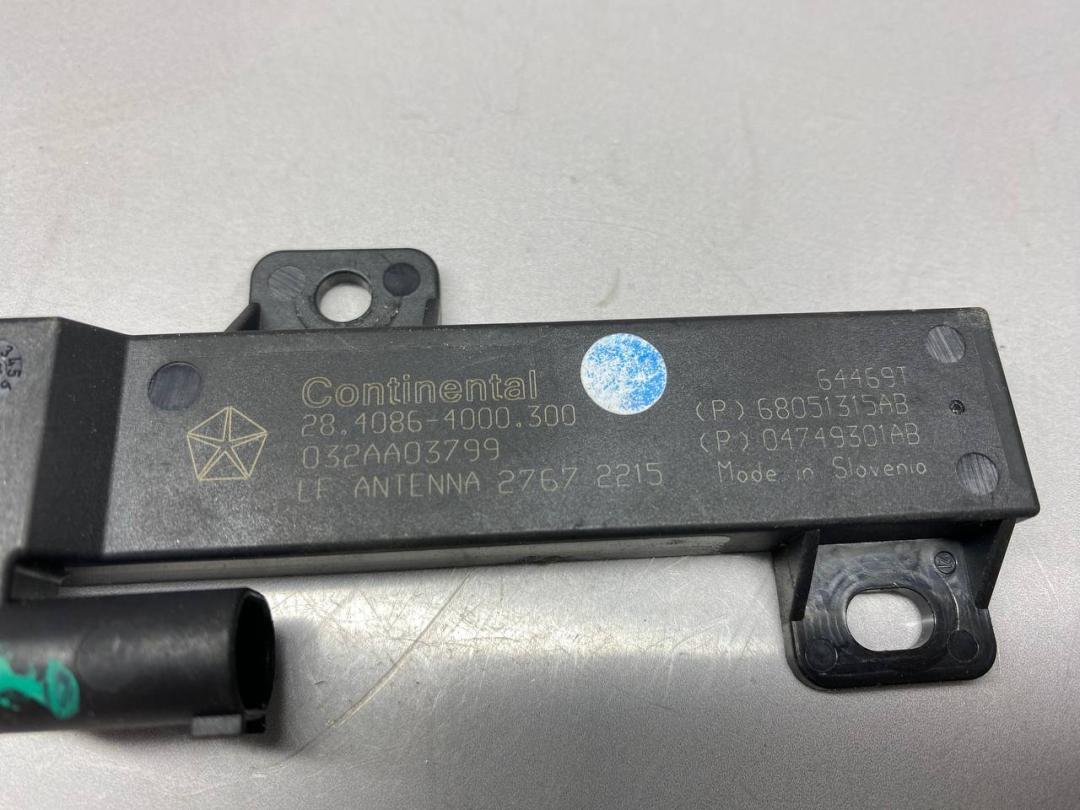 Continental
28.4086-4000.300
032AA03799
LF ANTENNA 2767 2215
64469T
(P) 68051315AB
(P) 04749301AB
Made in Slovenia